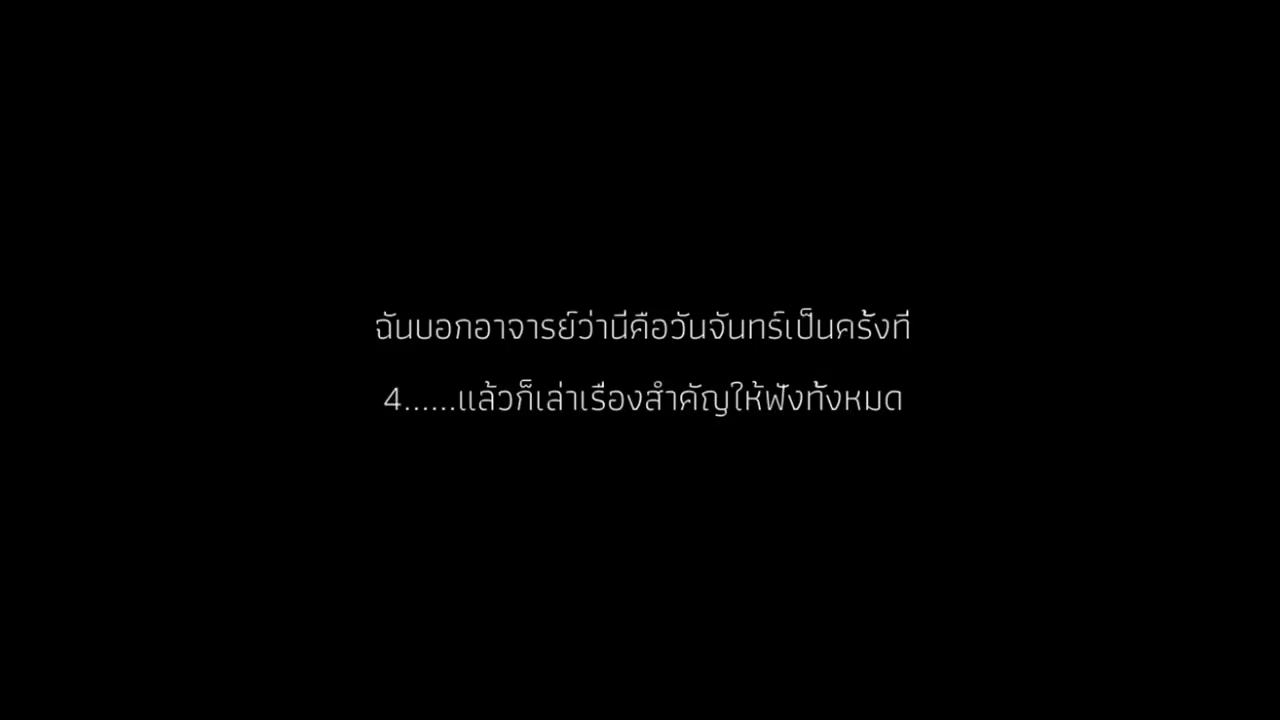 ฉันบอกอาจารย์ว่านี่คือวันจันทร์เป็นครั้งที่
4......แล้วก็เล่าเรื่องสำคัญให้ฟังทั้งหมด